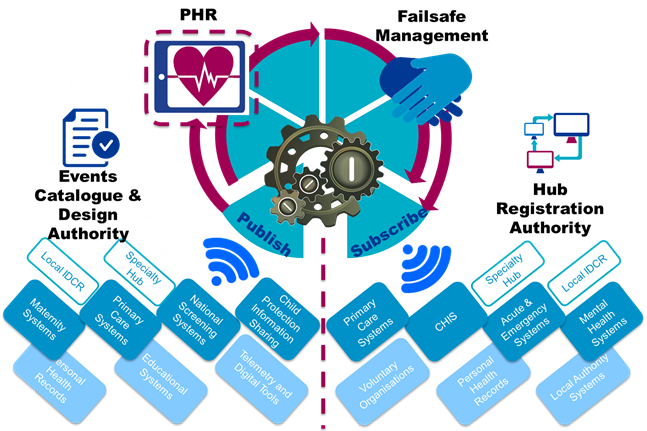 PHR
Failsafe
Management
Events
Catalogue &
Design
Authority
Hub
Registration
Authority
Publish
Subscribe
Local IDCR
Specialty
Hub
Specialty
Hub
Local IDCR
Maternity
Systems
Primary
Care
Systems
National
Screening
Systems
Child
Protection
Information
Sharing
Primary
Care
Systems
CHIS
Acute &
Emergency
Systems
Mental
Health
Systems
Personal
Health
Records
Educational
Systems
Telemetry and
Digital Tools
Voluntary
Organisations
Personal
Health
Records
Local Authority
Systems